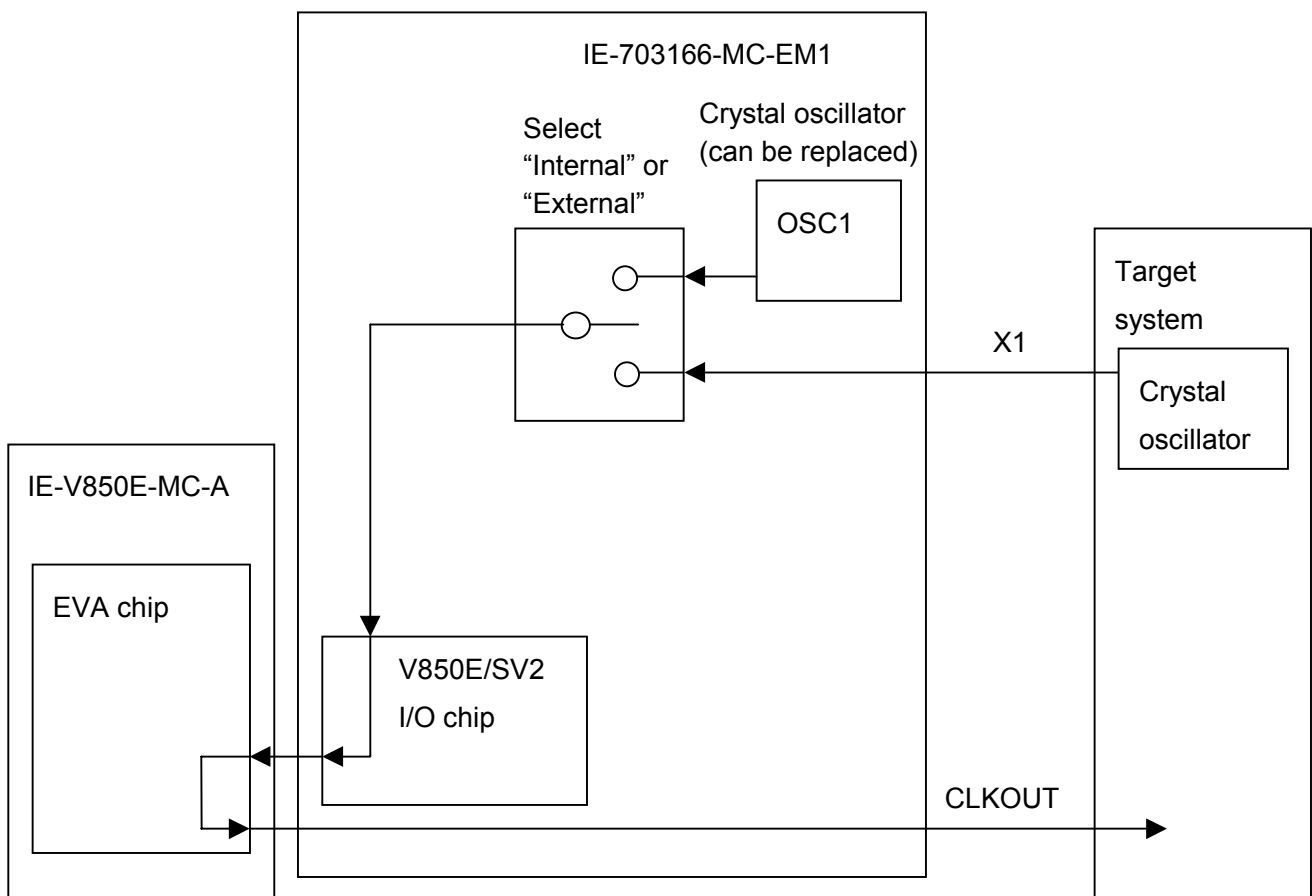 IE-703166-MC-EM1
Select
“Internal” or
“External”
Crystal oscillator
(can be replaced)
OSC1
Target
system
X1
Crystal
oscillator
IE-V850E-MC-A
EVA chip
V850E/SV2
I/O chip
CLKOUT